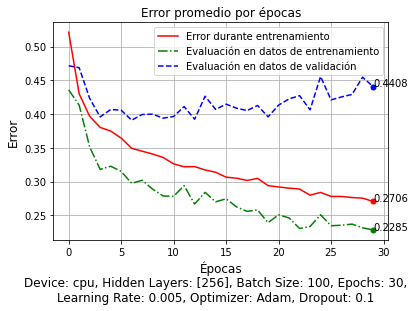 Error promedio por épocas
Error durante entrenamiento
Evaluación en datos de entrenamiento
Evaluación en datos de validación
Error
0.50
0.45
0.40
0.35
0.30
0.25
0.4408
0.2706
0.2285
0
5
10
15
20
25
30
Épocas
Device: cpu, Hidden Layers: [256], Batch Size: 100, Epochs: 30,
Learning Rate: 0.005, Optimizer: Adam, Dropout: 0.1